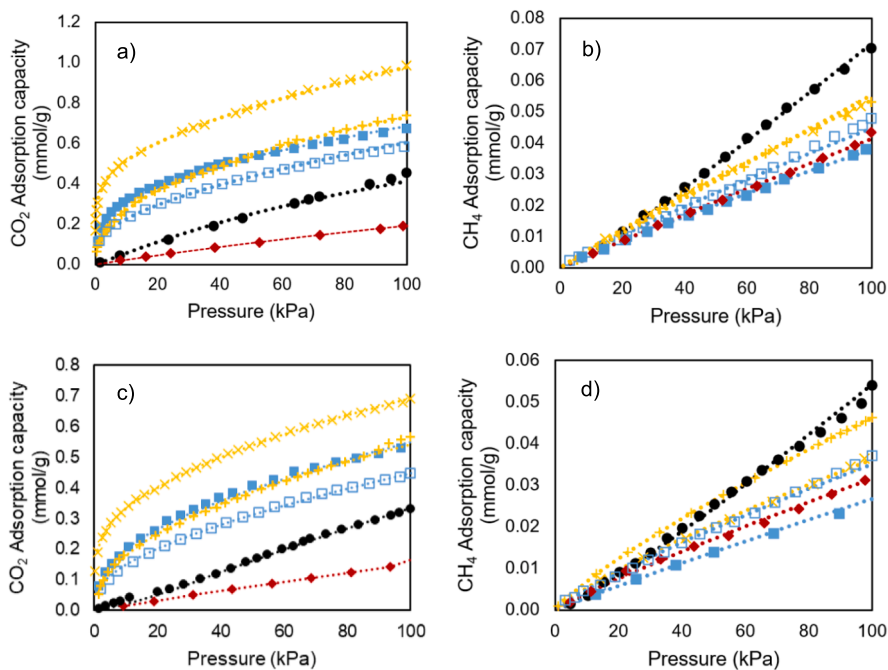 a)
CO2 Adsorption capacity
(mmol/g)
1.2
1.0
0.8
0.6
0.4
0.2
0.0
0 20 40 60 80 100
Pressure (kPa)
b)
CH4 Adsorption capacity
(mmol/g)
0.08
0.07
0.06
0.05
0.04
0.03
0.02
0.01
0.00
0 20 40 60 80 100
Pressure (kPa)
c)
CO2 Adsorption capacity
(mmol/g)
0.8
0.7
0.6
0.5
0.4
0.3
0.2
0.1
0.0
0 20 40 60 80 100
Pressure (kPa)
d)
CH4 Adsorption capacity
(mmol/g)
0.06
0.05
0.04
0.03
0.02
0.01
0.00
0 20 40 60 80 100
Pressure (kPa)